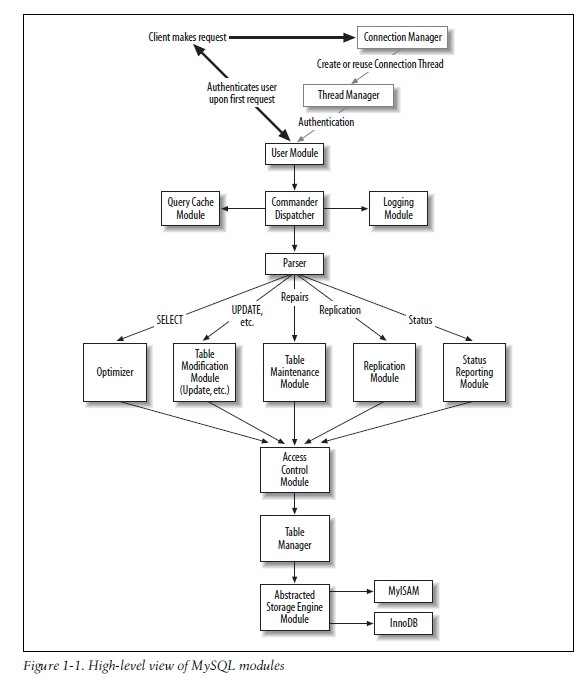 Client makes request
Connection Manager
Create or reuse Connection Thread
Authenticates user
upon first request
Thread Manager
Authentication
User Module
Query Cache
Module
Commander
Dispatcher
Logging
Module
Parser
SELECT
UPDATE,
etc.
Repairs
Replication
Status
Optimizer
Table
Modification
Module
(Update, etc.)
Table
Maintenance
Module
Replication
Module
Status
Reporting
Module
Access
Control
Module
Table
Manager
Abstracted
Storage Engine
Module
MyISAM
InnoDB
Figure 1-1. High-level view of MySQL modules